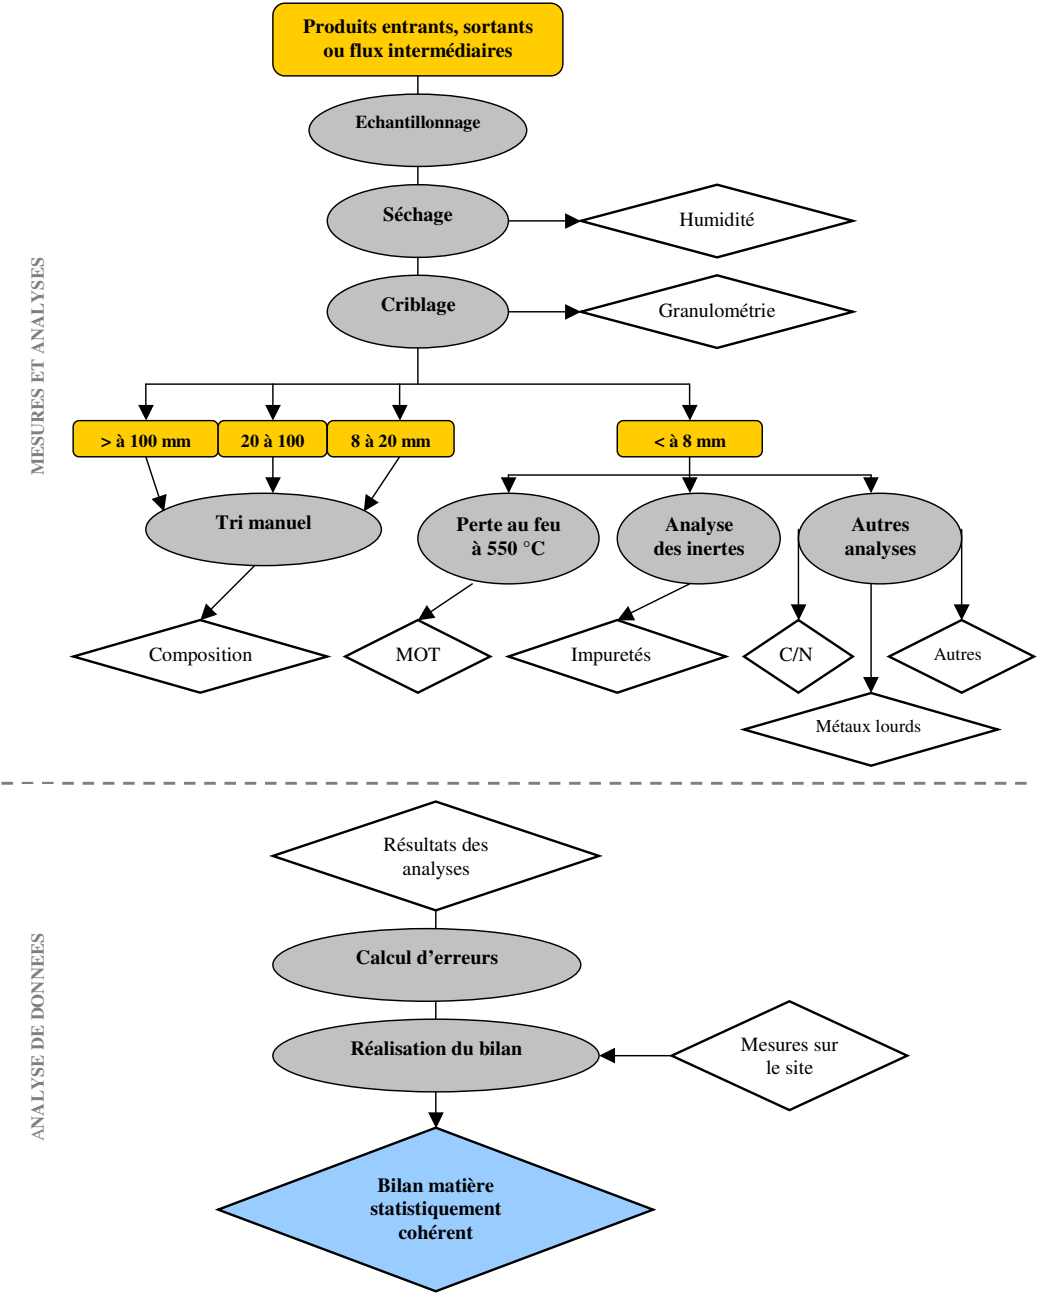 Produits entrants, sortants
ou flux intermédiaires
Echantillonnage
Séchage
Humidité
Criblage
Granulométrie
MESURES ET ANALYSES
> à 100 mm
20 à 100
8 à 20 mm
< à 8 mm
Tri manuel
Perte au feu
à 550 °C
Analyse
des inertes
Autres
analyses
Composition
MOT
Impuretés
C/N
Autres
Métaux lourds
Résultats des
analyses
ANALYSE DE DONNEES
Calcul d’erreurs
Réalisation du bilan
Mesures sur
le site
Bilan matière
statistiquement
cohérent